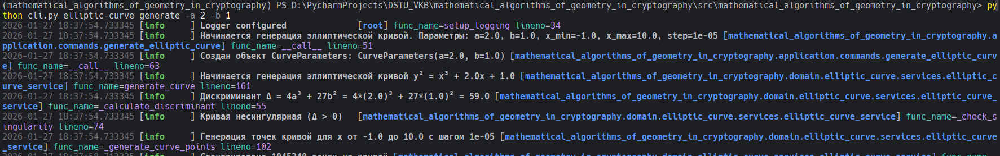 (mathematical_algorithms_of_geometry_in_cryptography) PS D:\PycharmProjects\DSTU_VKB\mathematical_algorithms_of_geometry_in_cryptography\src\mathematical_algorithms_of_geometry_in_cryptography> py
thon cli.py elliptic-curve generate -a 2 -b 1
2026-01-27 18:37:54.733345 [info     ] Logger configured              [root] func_name=setup_logging lineno=34
2026-01-27 18:37:54.733345 [info     ] Начинается генерация эллиптической кривой. Параметры: a=2.0, b=1.0, x_min=-1.0, x_max=10.0, step=1e-05 [mathematical_algorithms_of_geometry_in_cryptography.a
pplication.commands.generate_elliptic_curve] func_name=__call__ lineno=51
2026-01-27 18:37:54.733345 [info     ] Создан объект CurveParameters: CurveParameters(a=2.0, b=1.0) [mathematical_algorithms_of_geometry_in_cryptography.application.commands.generate_elliptic_curv
e] func_name=__call__ lineno=63
2026-01-27 18:37:54.733345 [info     ] Начинается генерация эллиптической кривой y² = x³ + 2.0x + 1.0 [mathematical_algorithms_of_geometry_in_cryptography.domain.elliptic_curve.services.elliptic_c
urve_service] func_name=generate_curve lineno=161
2026-01-27 18:37:54.733345 [info     ] Дискриминант Δ = 4a³ + 27b² = 4*(2.0)³ + 27*(1.0)² = 59.0 [mathematical_algorithms_of_geometry_in_cryptography.domain.elliptic_curve.services.elliptic_curve_
service] func_name=_calculate_discriminant lineno=55
2026-01-27 18:37:54.733345 [info     ] Кривая несингулярная (Δ > 0)   [mathematical_algorithms_of_geometry_in_cryptography.domain.elliptic_curve.services.elliptic_curve_service] func_name=_check_s
ingularity lineno=74
2026-01-27 18:37:54.733345 [info     ] Генерация точек кривой для x от -1.0 до 10.0 с шагом 1e-05 [mathematical_algorithms_of_geometry_in_cryptography.domain.elliptic_curve.services.elliptic_curve
_service] func_name=_generate_curve_points lineno=102